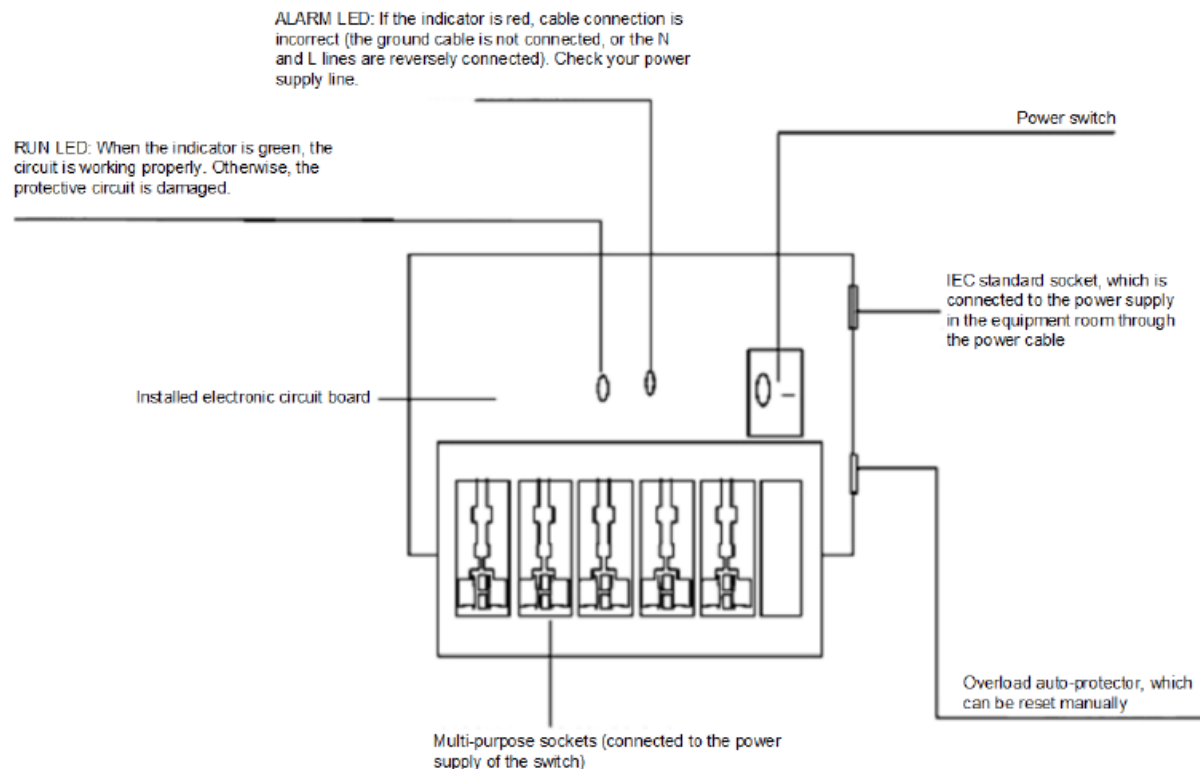 ALARM LED: If the indicator is red, cable connection is
incorrect (the ground cable is not connected, or the N
and L lines are reversely connected). Check your power
supply line.
Power switch
RUN LED: When the indicator is green, the
circuit is working properly. Otherwise, the
protective circuit is damaged.
IEC standard socket, which is
connected to the power supply
in the equipment room through
the power cable
Installed electronic circuit board
Overload auto-protector, which
can be reset manually
Multi-purpose sockets (connected to the power
supply of the switch)